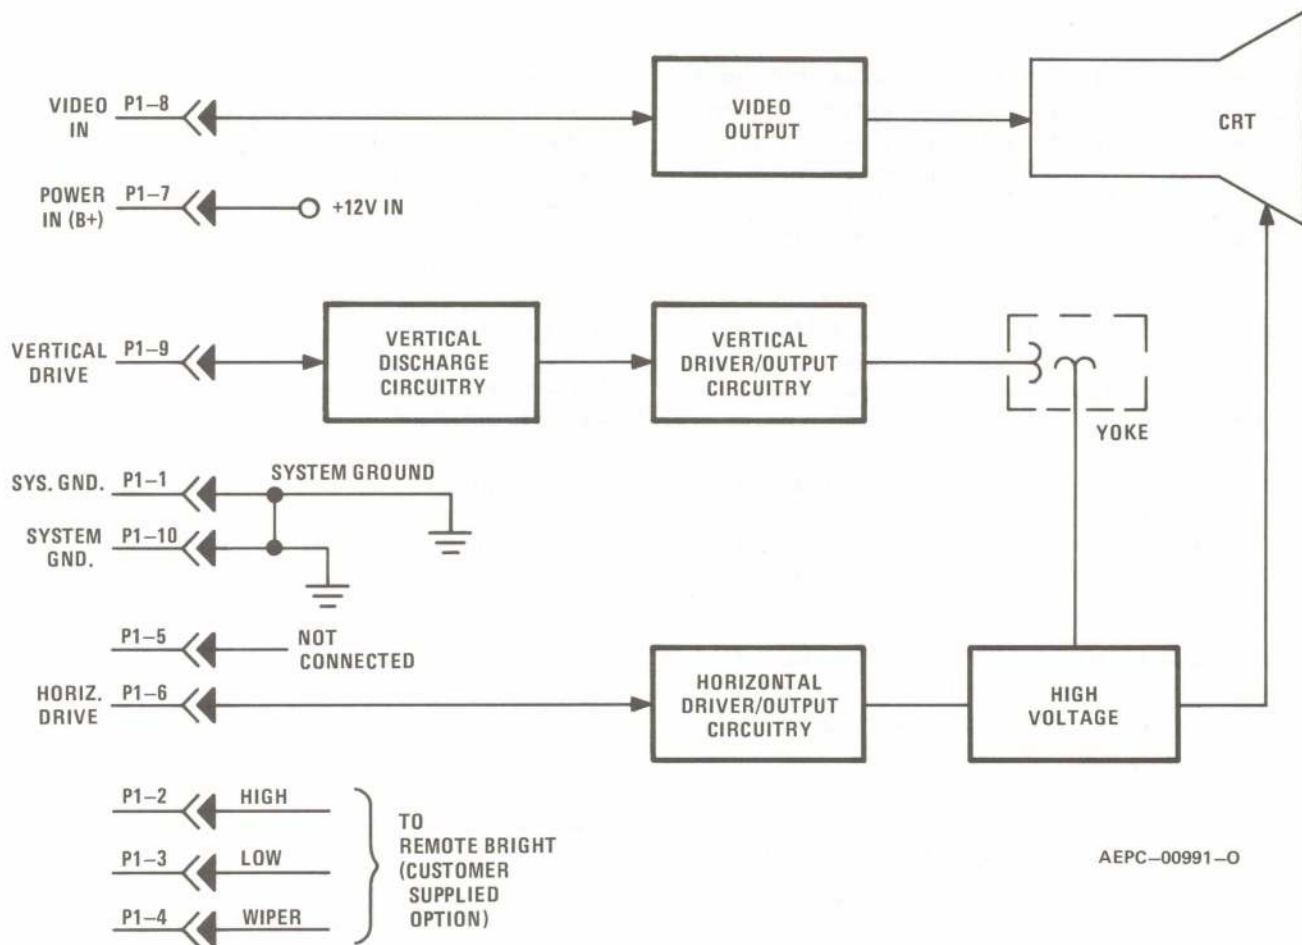 VIDEO
IN
P1–8
VIDEO
OUTPUT
CRT
POWER
IN (B+)
P1–7
+12V IN
VERTICAL
DRIVE
P1–9
VERTICAL
DISCHARGE
CIRCUITRY
VERTICAL
DRIVER/OUTPUT
CIRCUITRY
YOKE
SYS. GND.
P1–1
SYSTEM GROUND
SYSTEM
GND.
P1–10
P1–5
NOT
CONNECTED
HORIZ.
DRIVE
P1–6
HORIZONTAL
DRIVER/OUTPUT
CIRCUITRY
HIGH
VOLTAGE
P1–2
HIGH
P1–3
LOW
P1–4
WIPER
TO
REMOTE BRIGHT
(CUSTOMER
SUPPLIED
OPTION)
AEPC–00991–O